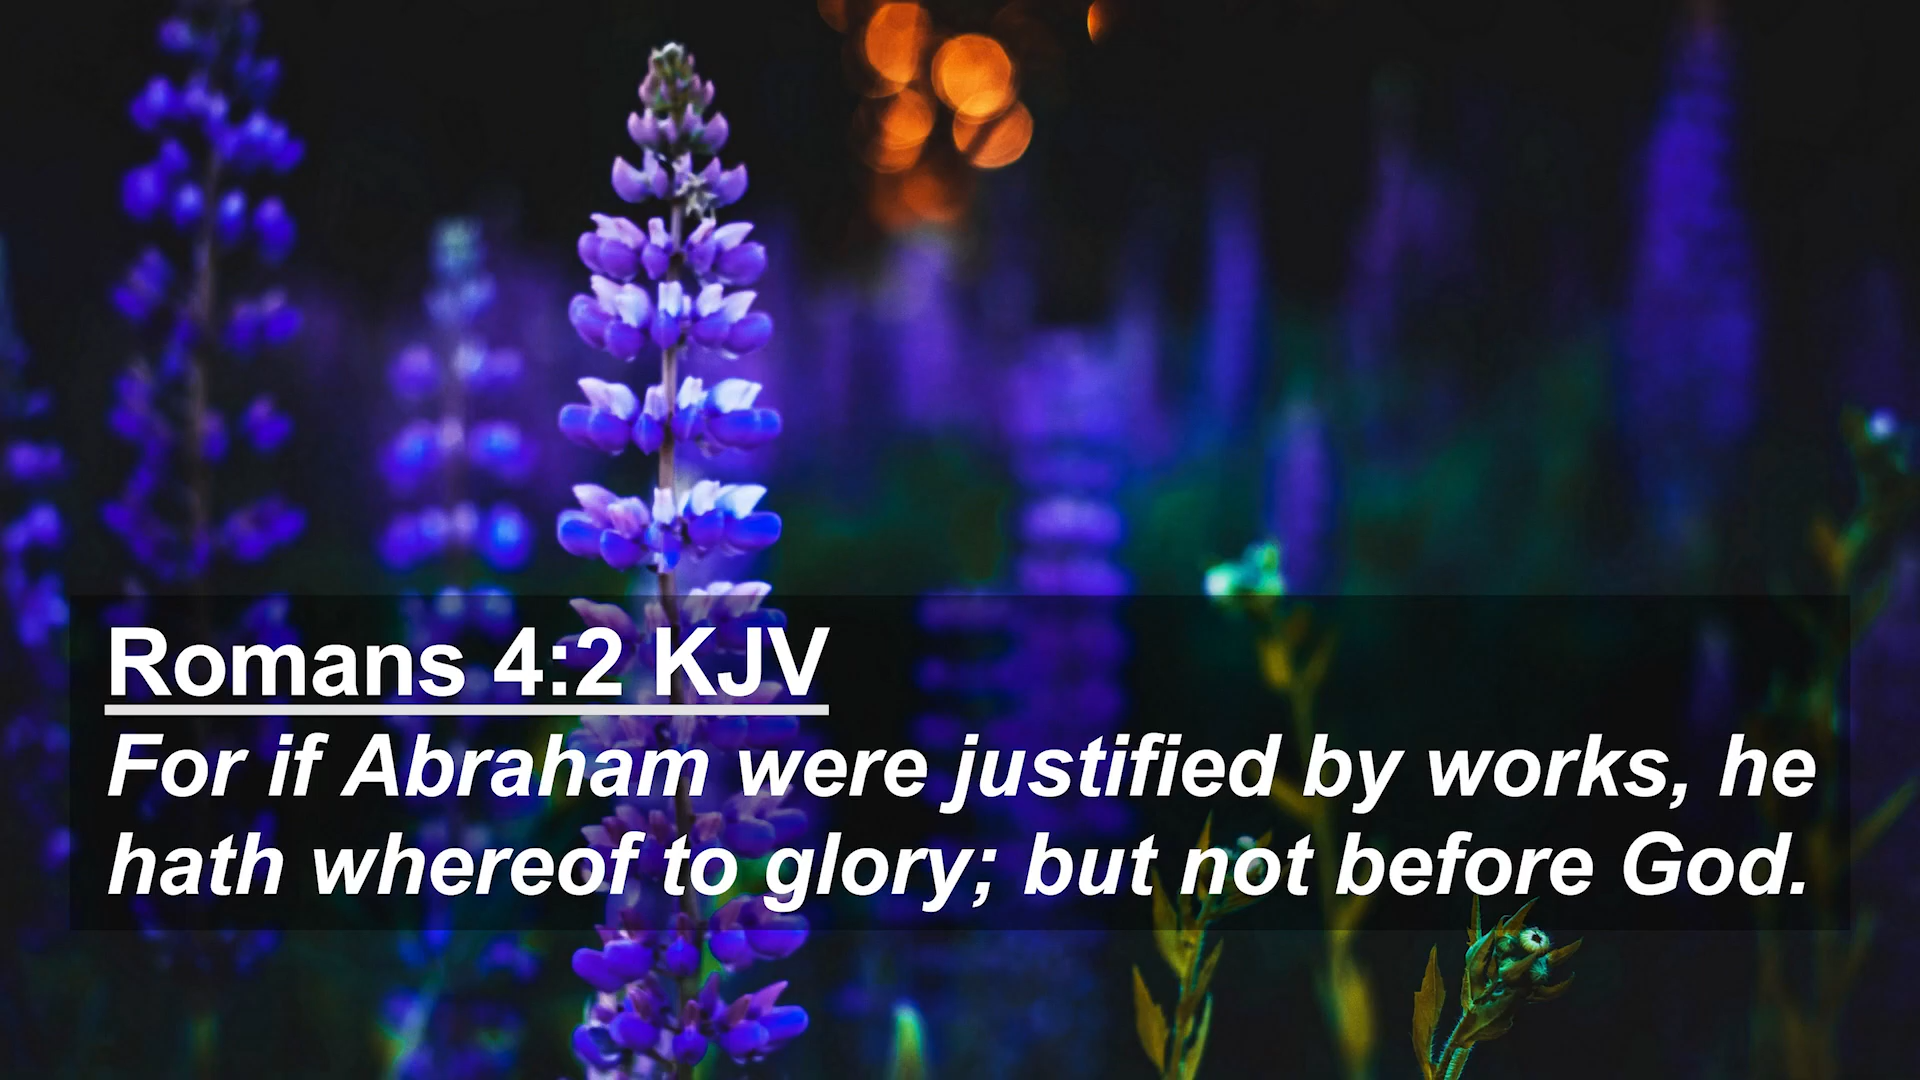 Romans 4:2 KJV
For if Abraham were justified by works, he
hath whereof to glory; but not before God.